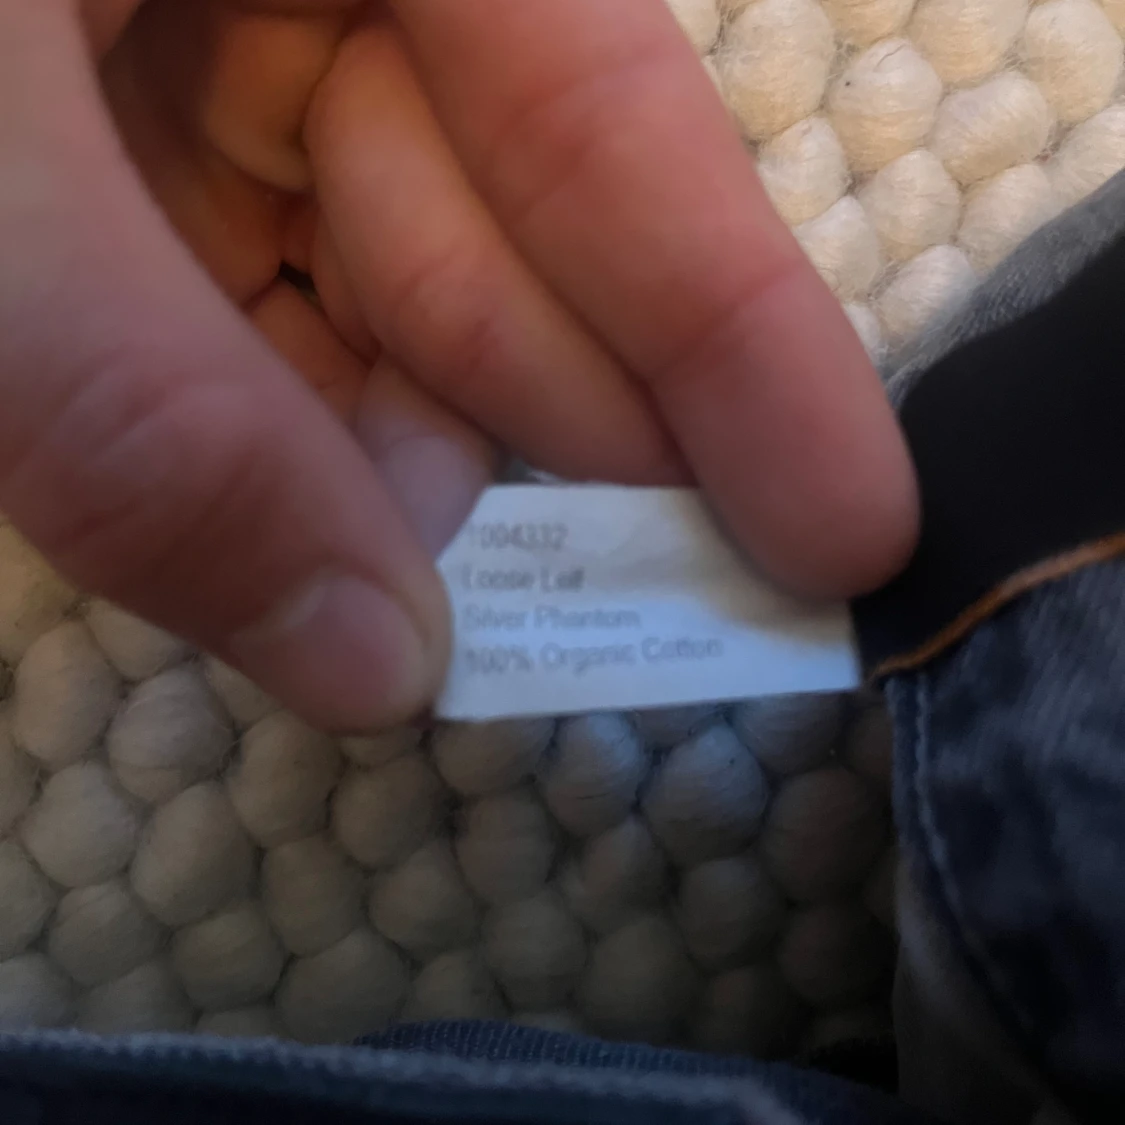 1004332
Loose Leif
Silver Phantom
100% Organic Cotton